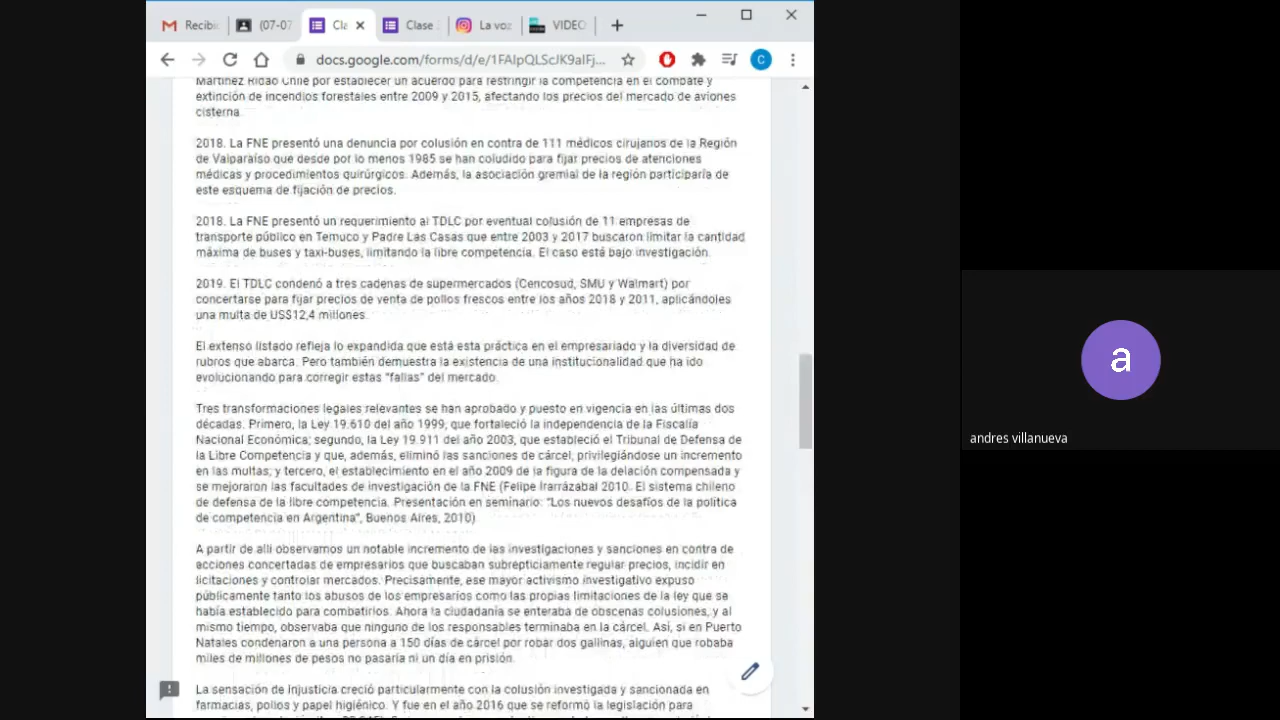 Recibi
(07-07
Cla
Clase
La voz
VIDEO
docs.google.com/forms/d/e/1FAIpQLScJK9aIFj...
C
Martínez Ridao Chile por establecer un acuerdo para restringir la competencia en el combate y
extinción de incendios forestales entre 2009 y 2015, afectando los precios del mercado de aviones
cisterna.
2018. La FNE presentó una denuncia por colusión en contra de 111 médicos cirujanos de la Región
de Valparaíso que desde por lo menos 1985 se han coludido para fijar precios de atenciones
médicas y procedimientos quirúrgicos. Además, la asociación gremial de la región participaría de
este esquema de fijación de precios.
2018. La FNE presentó un requerimiento al TDLC por eventual colusión de 11 empresas de
transporte público en Temuco y Padre Las Casas que entre 2003 y 2017 buscaron limitar la cantidad
máxima de buses y taxi-buses, limitando la libre competencia. El caso está bajo investigación.
2019. El TDLC condenó a tres cadenas de supermercados (Cencosud, SMU y Walmart) por
concertarse para fijar precios de venta de pollos frescos entre los años 2018 y 2011, aplicándoles
una multa de US$12,4 millones.
El extenso listado refleja lo expandida que está esta práctica en el empresariado y la diversidad de
rubros que abarca. Pero también demuestra la existencia de una institucionalidad que ha ido
evolucionando para corregir estas "fallas" del mercado.
Tres transformaciones legales relevantes se han aprobado y puesto en vigencia en las últimas dos
décadas. Primero, la Ley 19.610 del año 1999, que fortaleció la independencia de la Fiscalía
Nacional Económica; segundo, la Ley 19.911 del año 2003, que estableció el Tribunal de Defensa de
la Libre Competencia y que, además, eliminó las sanciones de cárcel, privilegiándose un incremento
en las multas; y tercero, el establecimiento en el año 2009 de la figura de la delación compensada y
se mejoraron las facultades de investigación de la FNE (Felipe Irarrázabal 2010. El sistema chileno
de defensa de la libre competencia. Presentación en seminario: "Los nuevos desafíos de la política
de competencia en Argentina", Buenos Aires, 2010)
A partir de allí observamos un notable incremento de las investigaciones y sanciones en contra de
acciones concertadas de empresarios que buscaban subrepticiamente regular precios, incidir en
licitaciones y controlar mercados. Precisamente, ese mayor activismo investigativo expuso
públicamente tanto los abusos de los empresarios como las propias limitaciones de la ley que se
había establecido para combatirlos. Ahora la ciudadanía se enteraba de obscenas colusiones, y al
mismo tiempo, observaba que ninguno de los responsables terminaba en la cárcel. Así, si en Puerto
Natales condenaron a una persona a 150 días de cárcel por robar dos gallinas, alguien que robaba
miles de millones de pesos no pasaría ni un día en prisión.
La sensación de injusticia creció particularmente con la colusión investigada y sancionada en
farmacias, pollos y papel higiénico. Y fue en el año 2016 que se reformó la legislación para
a
andres villanueva